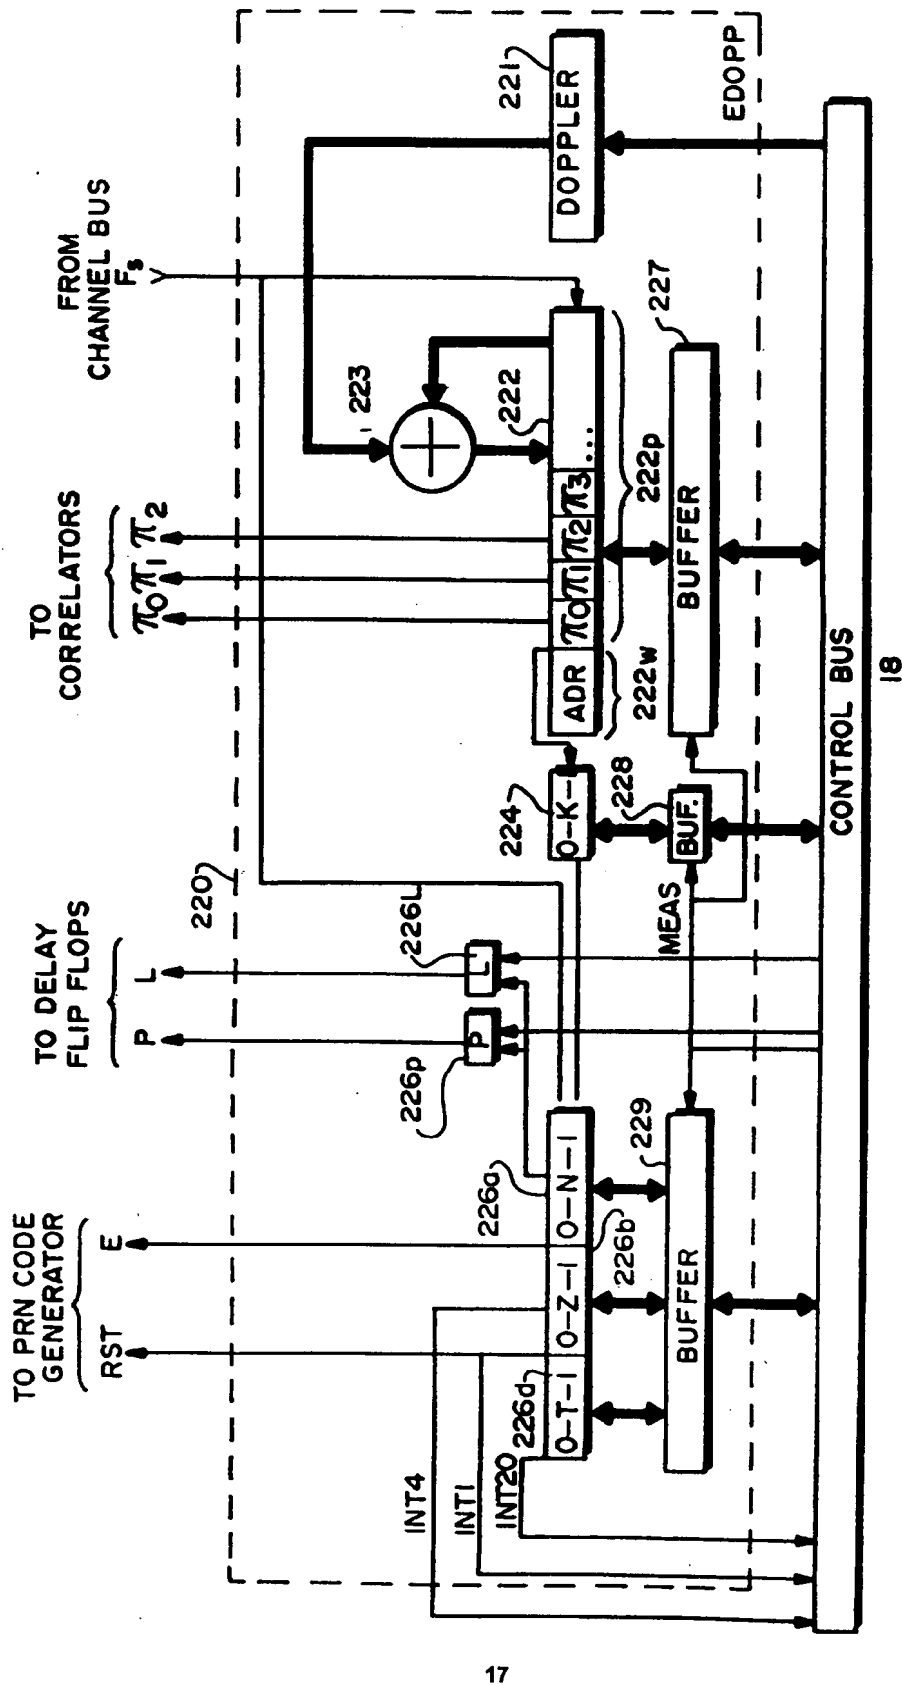 TO PRN CODE
GENERATOR
RST
E
TO DELAY
FLIP FLOPS
P
L
TO
CORRELATORS
π0
π1
π2
FROM
CHANNEL BUS
Fs
220
INT4
INT1
INT20
226p
P
226L
L
223
226d
0–T–1
0–Z–1
226a
0–N–1
226b
224
0–K–1
ADR
π0
π1
π2
π3
...
222
DOPPLER
221
222w
222p
BUFFER
229
MEAS
BUF.
228
BUFFER
227
EDOPP
CONTROL BUS
18
17